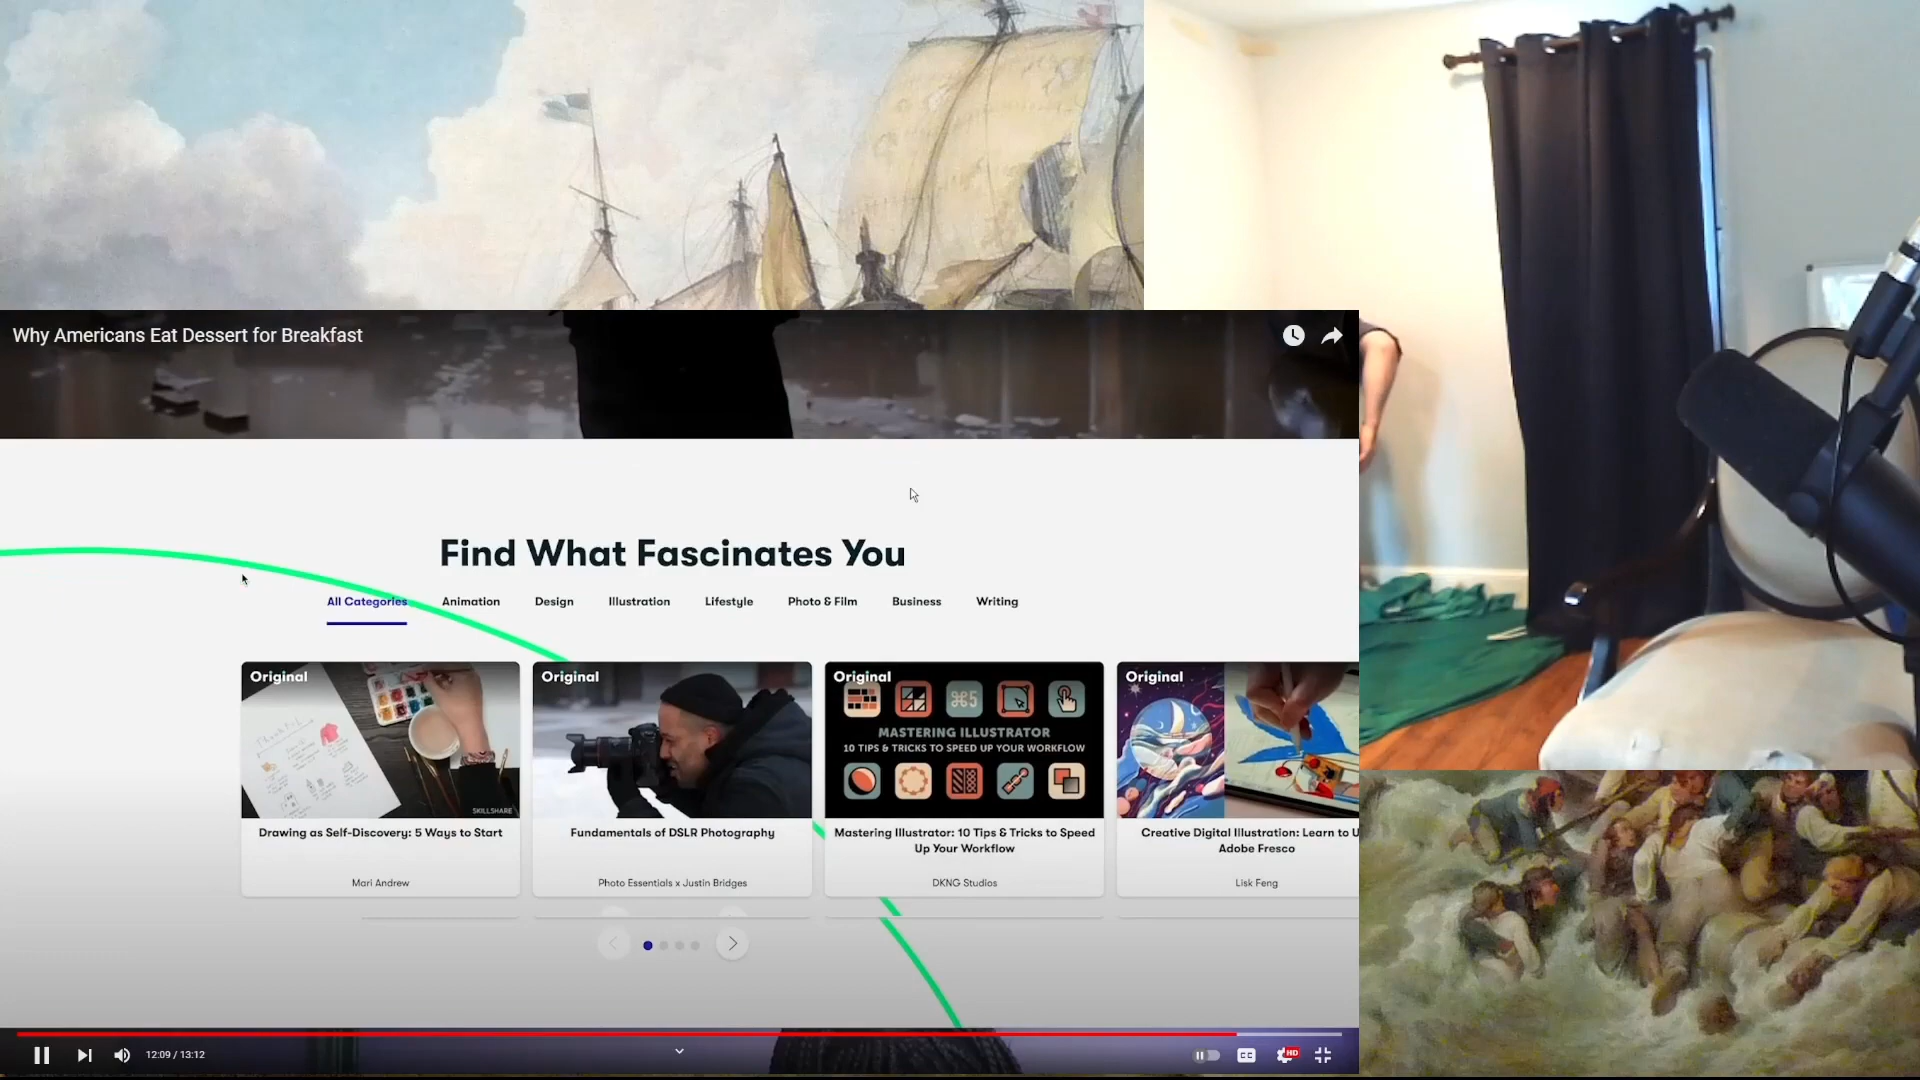 Why Americans Eat Dessert for Breakfast
Find What Fascinates You
All Categories Animation Design Illustration Lifestyle Photo & Film Business Writing
Original
Original
Original
Original
⌘5
MASTERING ILLUSTRATOR
10 TIPS & TRICKS TO SPEED UP YOUR WORKFLOW
SKILLSHARE
Drawing as Self-Discovery: 5 Ways to Start
Mari Andrew
Fundamentals of DSLR Photography
Photo Essentials x Justin Bridges
Mastering Illustrator: 10 Tips & Tricks to Speed
Up Your Workflow
DKNG Studios
Creative Digital Illustration: Learn to U
Adobe Fresco
Lisk Feng
12:09 / 13:12
CC
HD